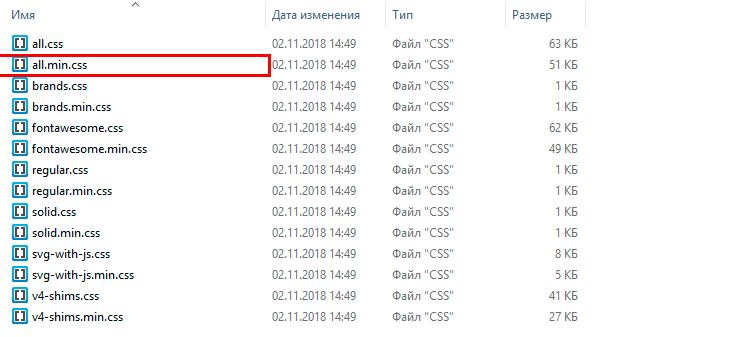 Имя Дата изменения Тип Размер
all.css 02.11.2018 14:49 Файл "CSS" 63 КБ
all.min.css 02.11.2018 14:49 Файл "CSS" 51 КБ
brands.css 02.11.2018 14:49 Файл "CSS" 1 КБ
brands.min.css 02.11.2018 14:49 Файл "CSS" 1 КБ
fontawesome.css 02.11.2018 14:49 Файл "CSS" 62 КБ
fontawesome.min.css 02.11.2018 14:49 Файл "CSS" 49 КБ
regular.css 02.11.2018 14:49 Файл "CSS" 1 КБ
regular.min.css 02.11.2018 14:49 Файл "CSS" 1 КБ
solid.css 02.11.2018 14:49 Файл "CSS" 1 КБ
solid.min.css 02.11.2018 14:49 Файл "CSS" 1 КБ
svg-with-js.css 02.11.2018 14:49 Файл "CSS" 8 КБ
svg-with-js.min.css 02.11.2018 14:49 Файл "CSS" 5 КБ
v4-shims.css 02.11.2018 14:49 Файл "CSS" 41 КБ
v4-shims.min.css 02.11.2018 14:49 Файл "CSS" 27 КБ